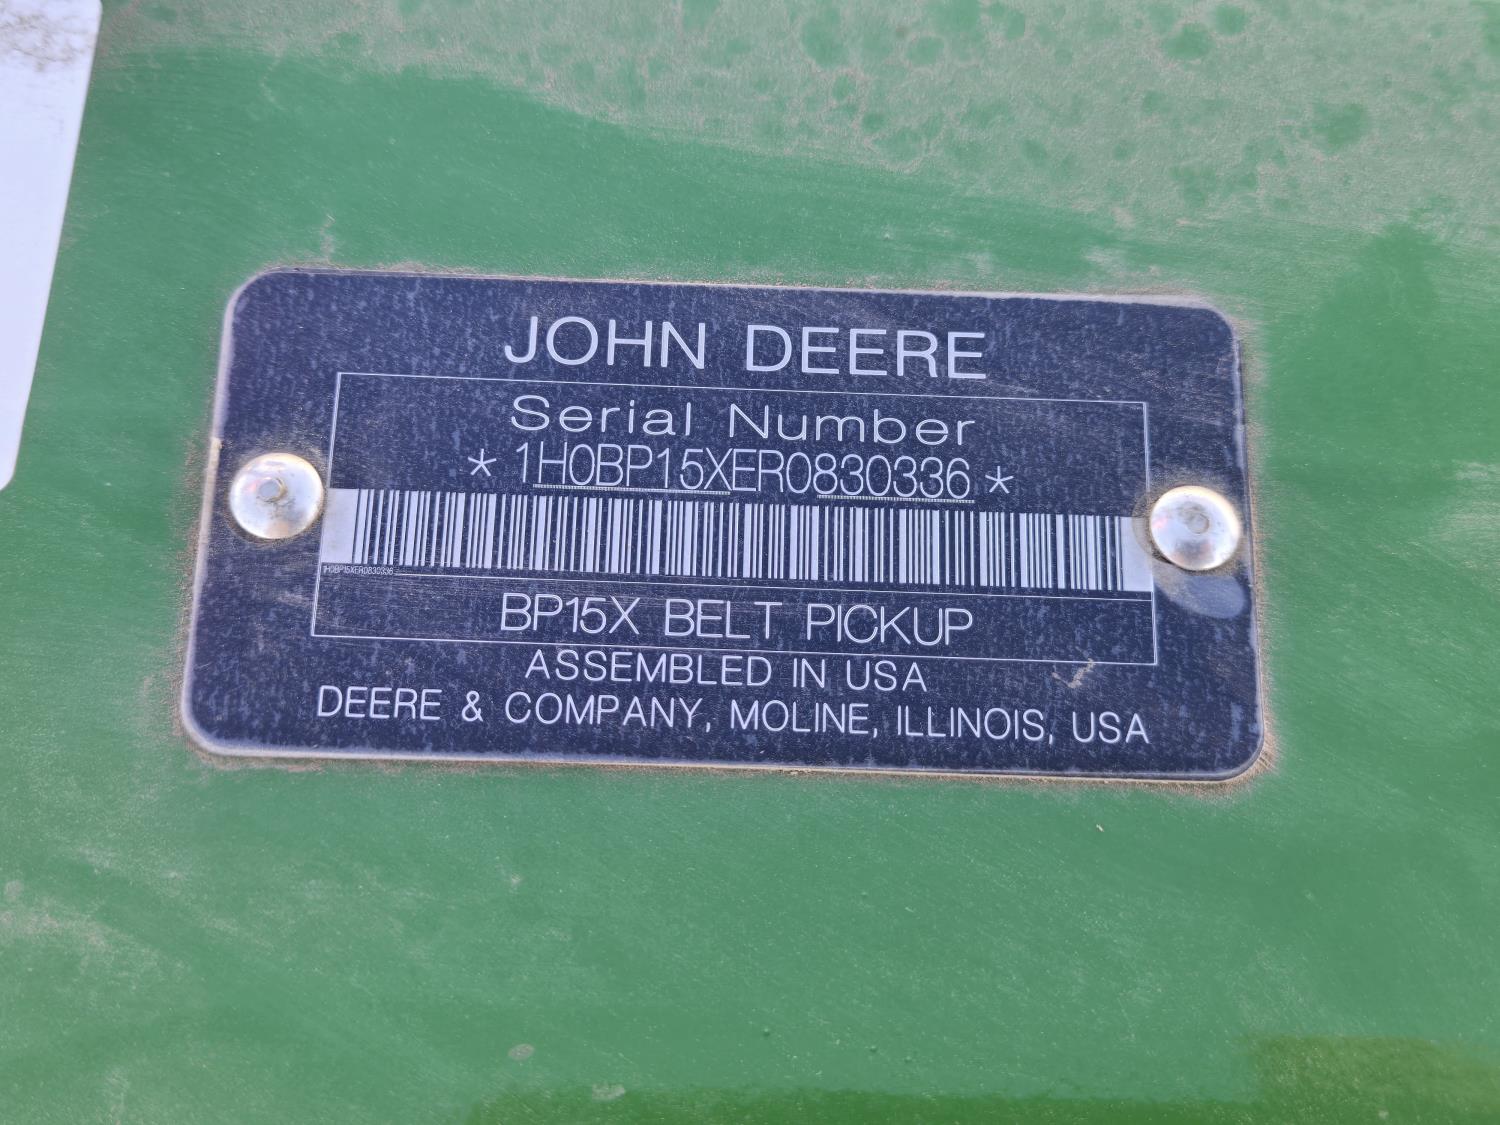 JOHN DEERE
Serial Number
* 1H0BP15XER0830336 *
1H0BP15XER0830336
BP15X BELT PICKUP
ASSEMBLED IN USA
DEERE & COMPANY, MOLINE, ILLINOIS, USA